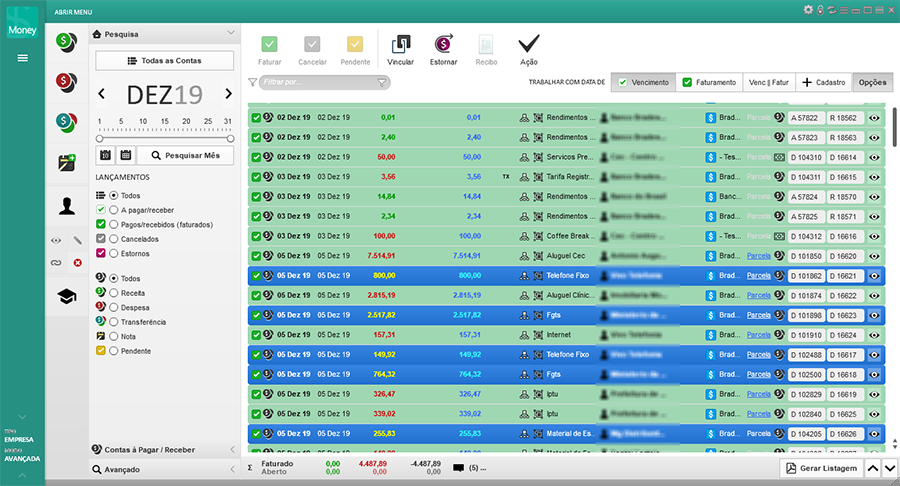 ABRIR MENU
Money
Pesquisa
Todas as Contas
DEZ19
1 5 10 15 20 25 31
10
Pesquisar Mês
LANÇAMENTOS
Todos
A pagar/receber
Pagos/recebidos (faturados)
Cancelados
Estornos
Todos
Receita
Despesa
Transferência
Nota
Pendente
Contas à Pagar / Receber
Avançado
EMPRESA
AVANÇADA
Faturar Cancelar Pendente Vincular Estornar Recibo Ação
Filtrar por...
TRABALHAR COM DATA DE Vencimento Faturamento Venc || Fatur Cadastro Opções
02 Dez 19 02 Dez 19 0,01 0,01 Rendimentos ... Brad... Parcela A 57822 R 18562
02 Dez 19 02 Dez 19 2,40 2,40 Rendimentos ... Brad... Parcela A 57823 R 18563
02 Dez 19 02 Dez 19 50,00 50,00 Servicos Pre... - Tes... Parcela D 104310 D 16614
03 Dez 19 03 Dez 19 3,56 3,56 TX Tarifa Registr... Brad... Parcela D 104311 D 16615
03 Dez 19 03 Dez 19 14,84 14,84 Rendimentos ... Banc... Parcela A 57824 R 18570
03 Dez 19 03 Dez 19 2,34 2,34 Rendimentos ... Brad... Parcela A 57825 R 18571
03 Dez 19 03 Dez 19 100,00 100,00 Coffee Break ... - Tes... Parcela D 104312 D 16616
05 Dez 19 05 Dez 19 7.514,91 7.514,91 Aluguel Cec Brad... Parcela D 101850 D 16620
05 Dez 19 05 Dez 19 800,00 800,00 Telefone Fixo Brad... Parcela D 101862 D 16621
05 Dez 19 05 Dez 19 2.815,19 2.815,19 Aluguel Clínic... Brad... Parcela D 101874 D 16622
05 Dez 19 05 Dez 19 2.517,82 2.517,82 Fgts Brad... Parcela D 101898 D 16623
05 Dez 19 05 Dez 19 157,31 157,31 Internet Brad... Parcela D 101910 D 16624
05 Dez 19 05 Dez 19 149,92 149,92 Telefone Fixo Brad... Parcela D 102488 D 16617
05 Dez 19 05 Dez 19 764,32 764,32 Fgts Brad... Parcela D 102500 D 16618
05 Dez 19 05 Dez 19 326,47 326,47 Iptu Brad... Parcela D 102829 D 16619
05 Dez 19 05 Dez 19 339,02 339,02 Iptu Brad... Parcela D 102840 D 16625
05 Dez 19 05 Dez 19 255,83 255,83 Material de Es... Brad... Parcela D 104205 D 16626
Σ Faturado 0,00 4.487,89 -4.487,89 (5) ...
Aberto 0,00 0,00 0,00
Gerar Listagem